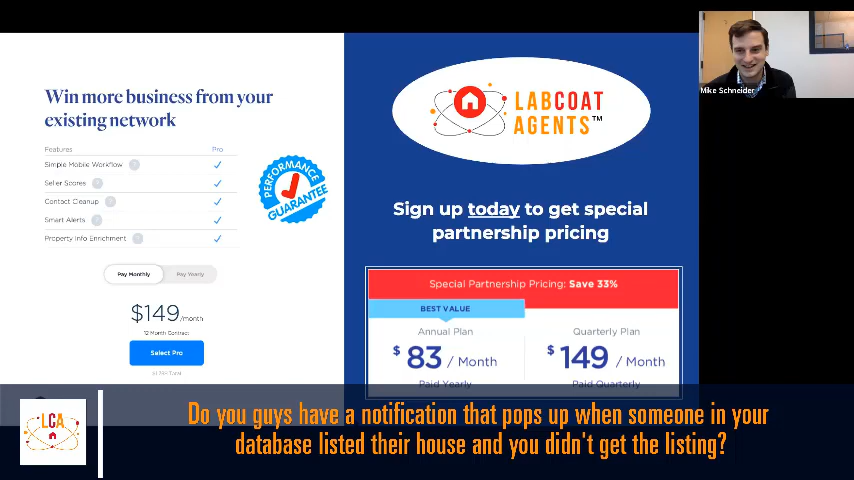 Win more business from your
existing network
Features Pro
Simple Mobile Workflow ?
Seller Scores ?
Contact Cleanup ?
Smart Alerts ?
Property Info Enrichment ?
Pay Monthly Pay Yearly
$149/month
12 Month Contract
Select Pro
PERFORMANCE
GUARANTEE
LABCOAT
AGENTS™
Sign up today to get special
partnership pricing
Special Partnership Pricing: Save 33%
BEST VALUE
Annual Plan
$83 / Month
Paid Yearly
Quarterly Plan
$149 / Month
Paid Quarterly
Mike Schneider
LCA
Do you guys have a notification that pops up when someone in your
database listed their house and you didn't get the listing?